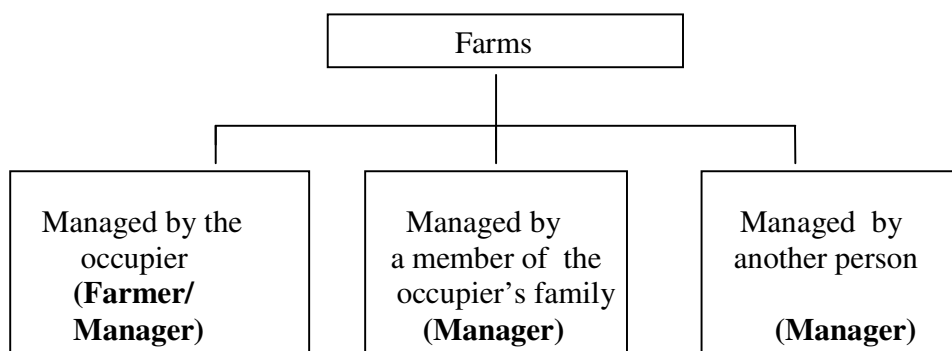 Farms
Managed by the
occupier
(Farmer/
Manager)
Managed by
a member of the
occupier's family
(Manager)
Managed by
another person
(Manager)